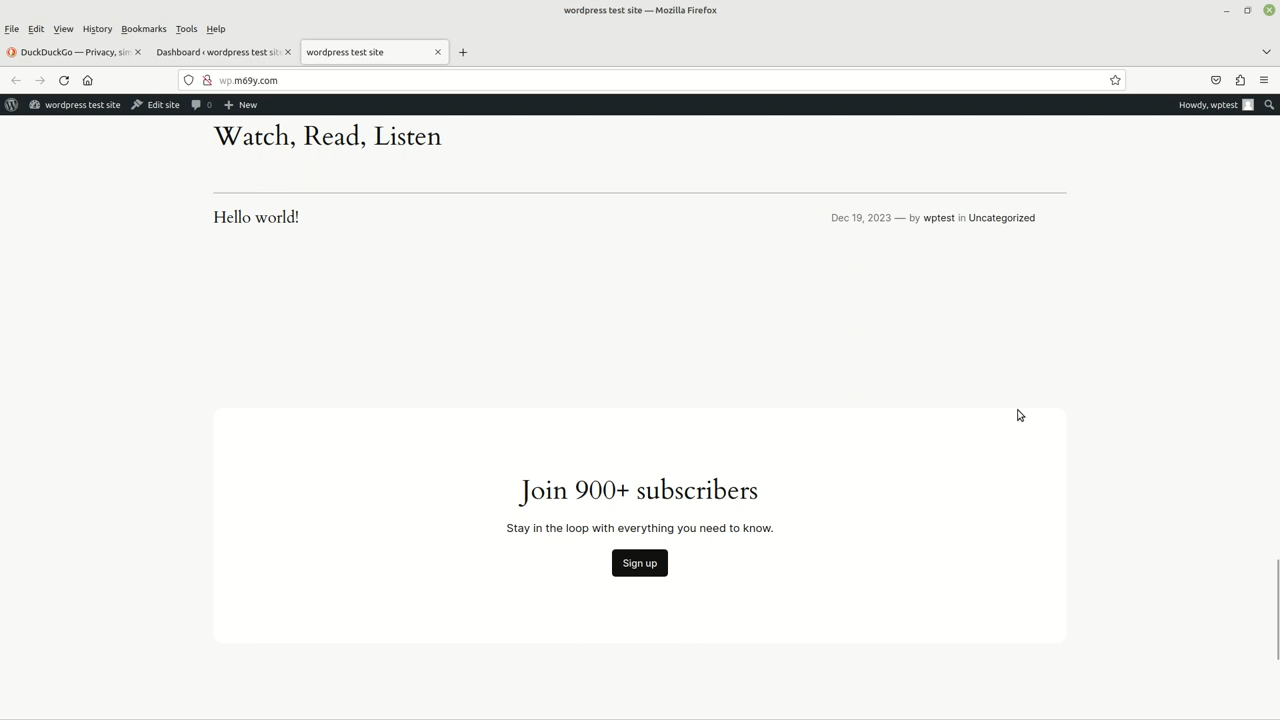 wordpress test site — Mozilla Firefox
File Edit View History Bookmarks Tools Help
DuckDuckGo — Privacy, sim
Dashboard ‹ wordpress test site
wordpress test site
wp.m69y.com
wordpress test site Edit site 0 New Howdy, wptest
Watch, Read, Listen
Hello world! Dec 19, 2023 — by wptest in Uncategorized
Join 900+ subscribers
Stay in the loop with everything you need to know.
Sign up